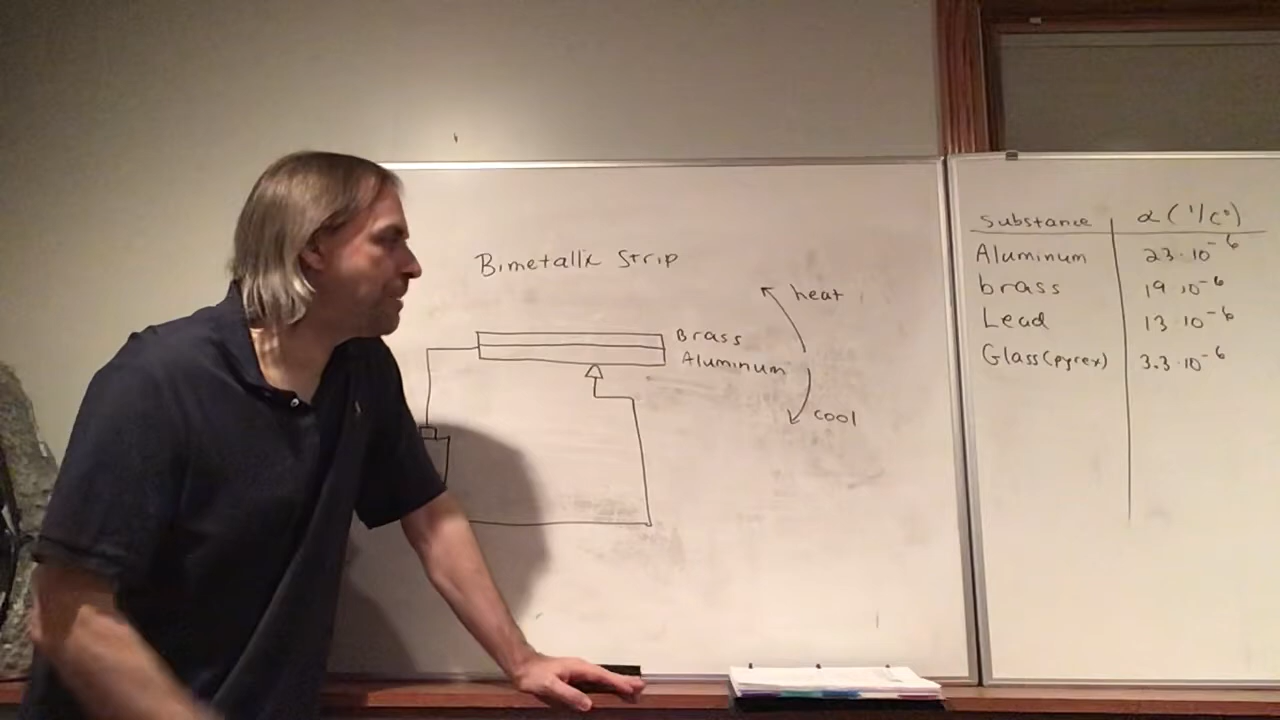 Bimetallic Strip
heat
Brass
Aluminum
cool
Substance α (1/C°)
Aluminum 23·10⁻⁶
brass 19·10⁻⁶
Lead 13·10⁻⁶
Glass(pyrex) 3.3·10⁻⁶